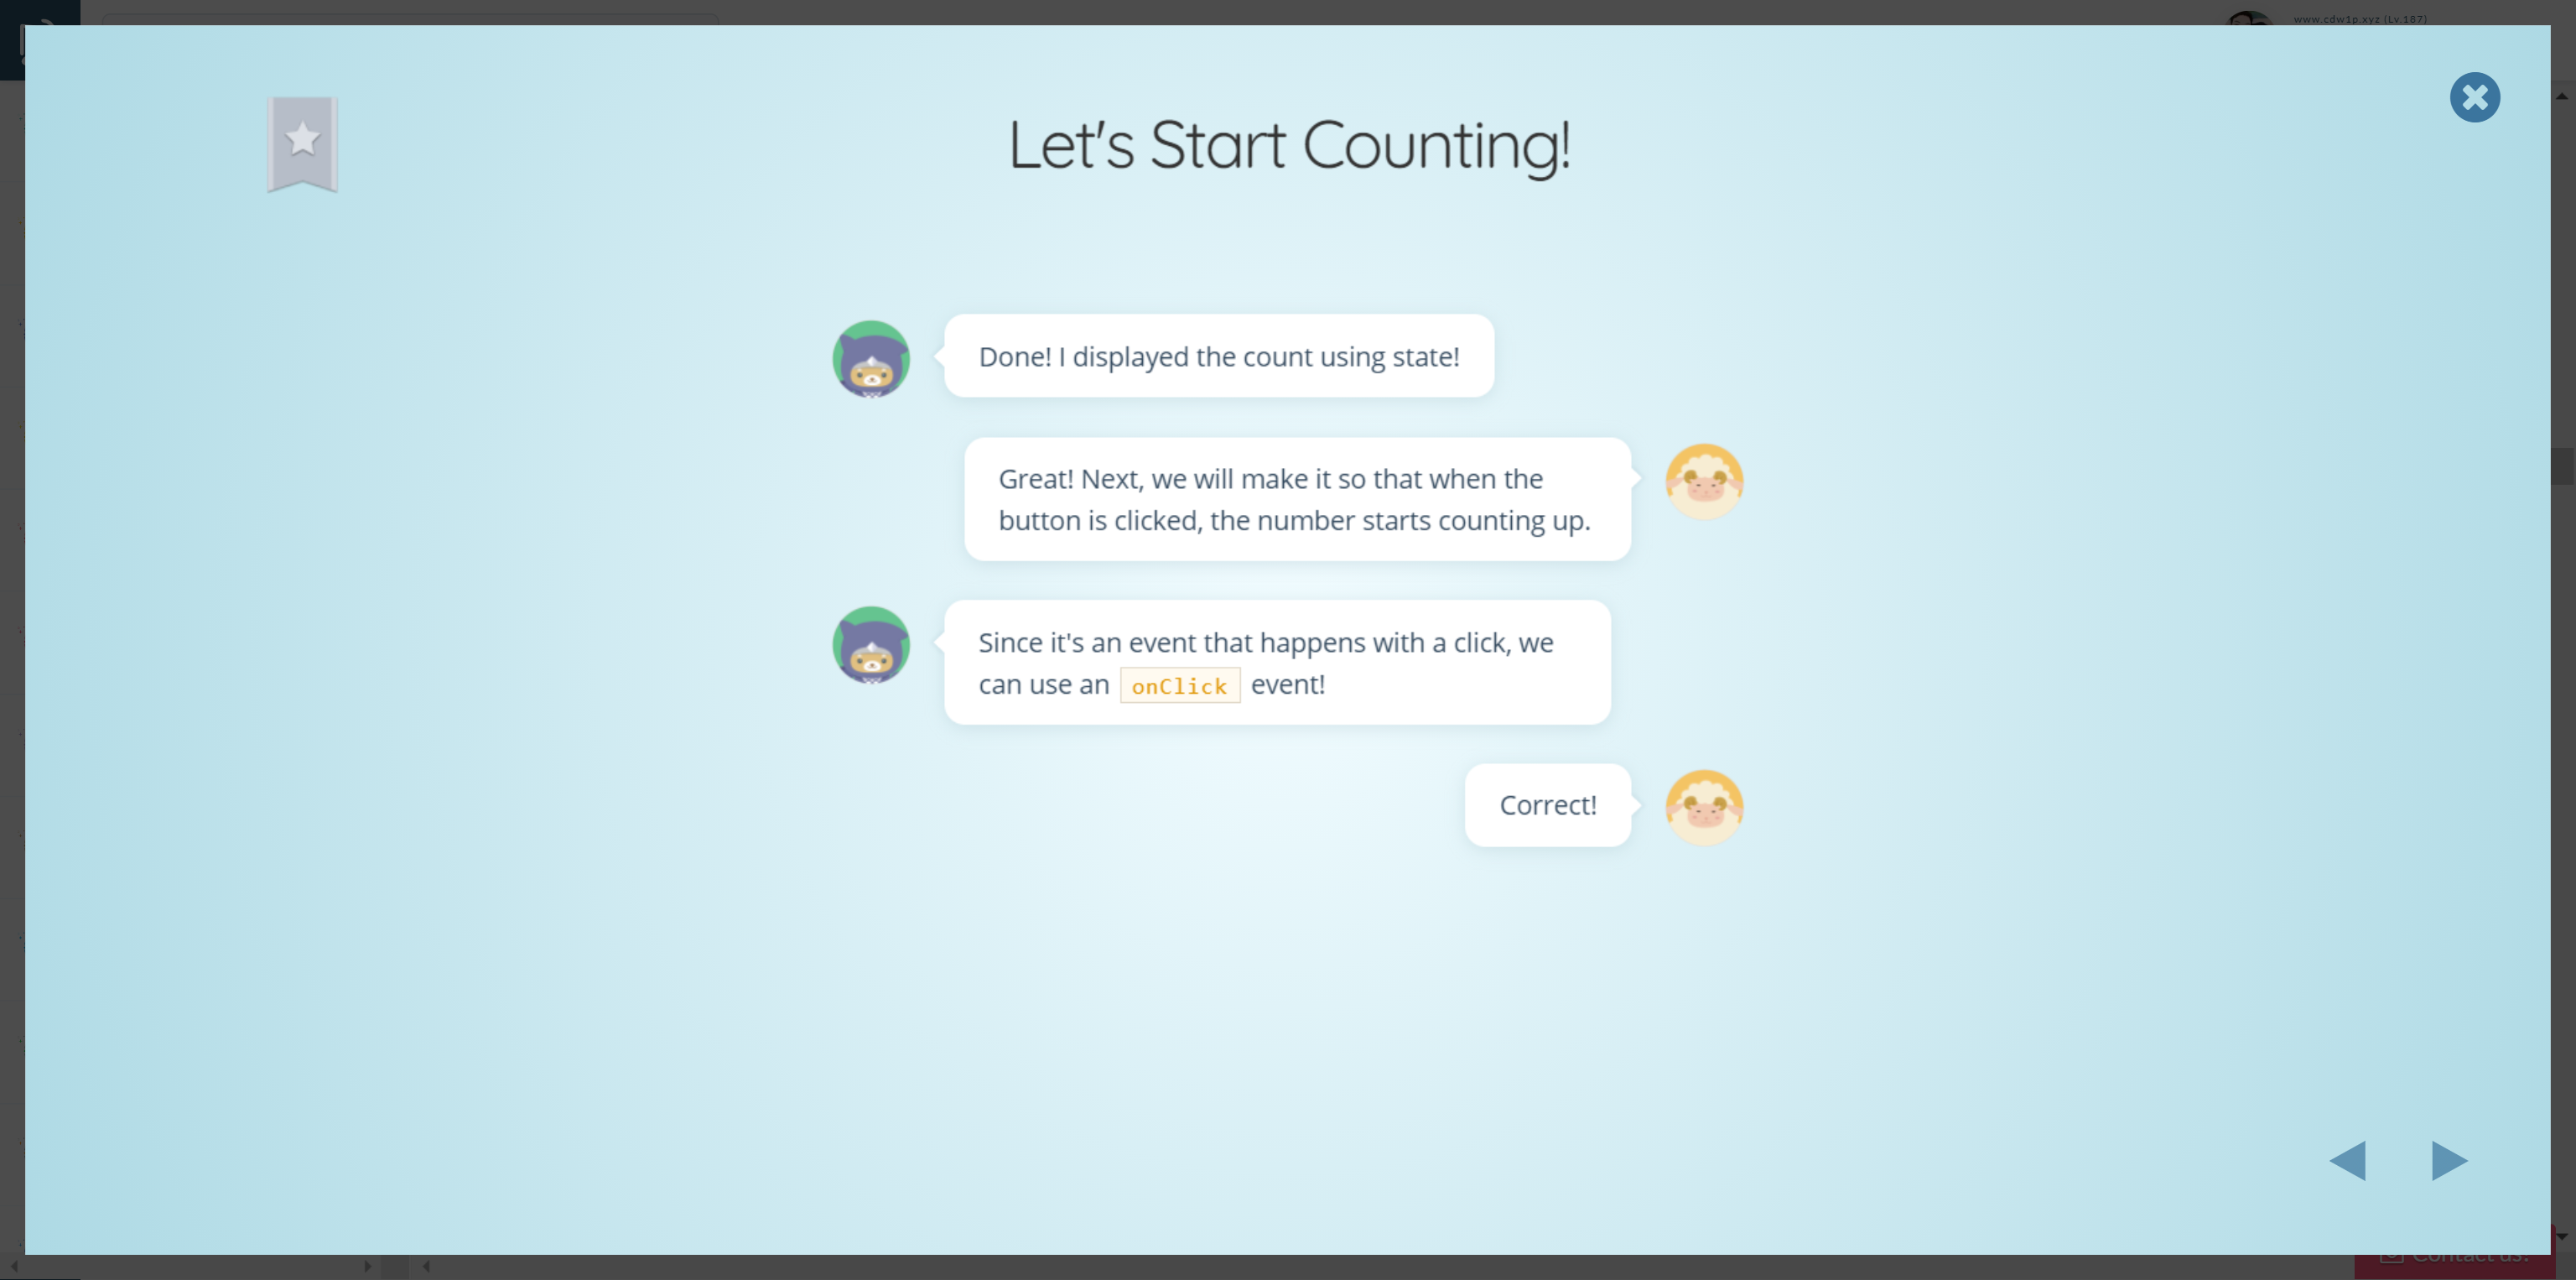 www.cdw1p.xyz (Lv.187)
Let's Start Counting!
Done! I displayed the count using state!
Great! Next, we will make it so that when the
button is clicked, the number starts counting up.
Since it's an event that happens with a click, we
can use an onClick event!
Correct!
Contact us!